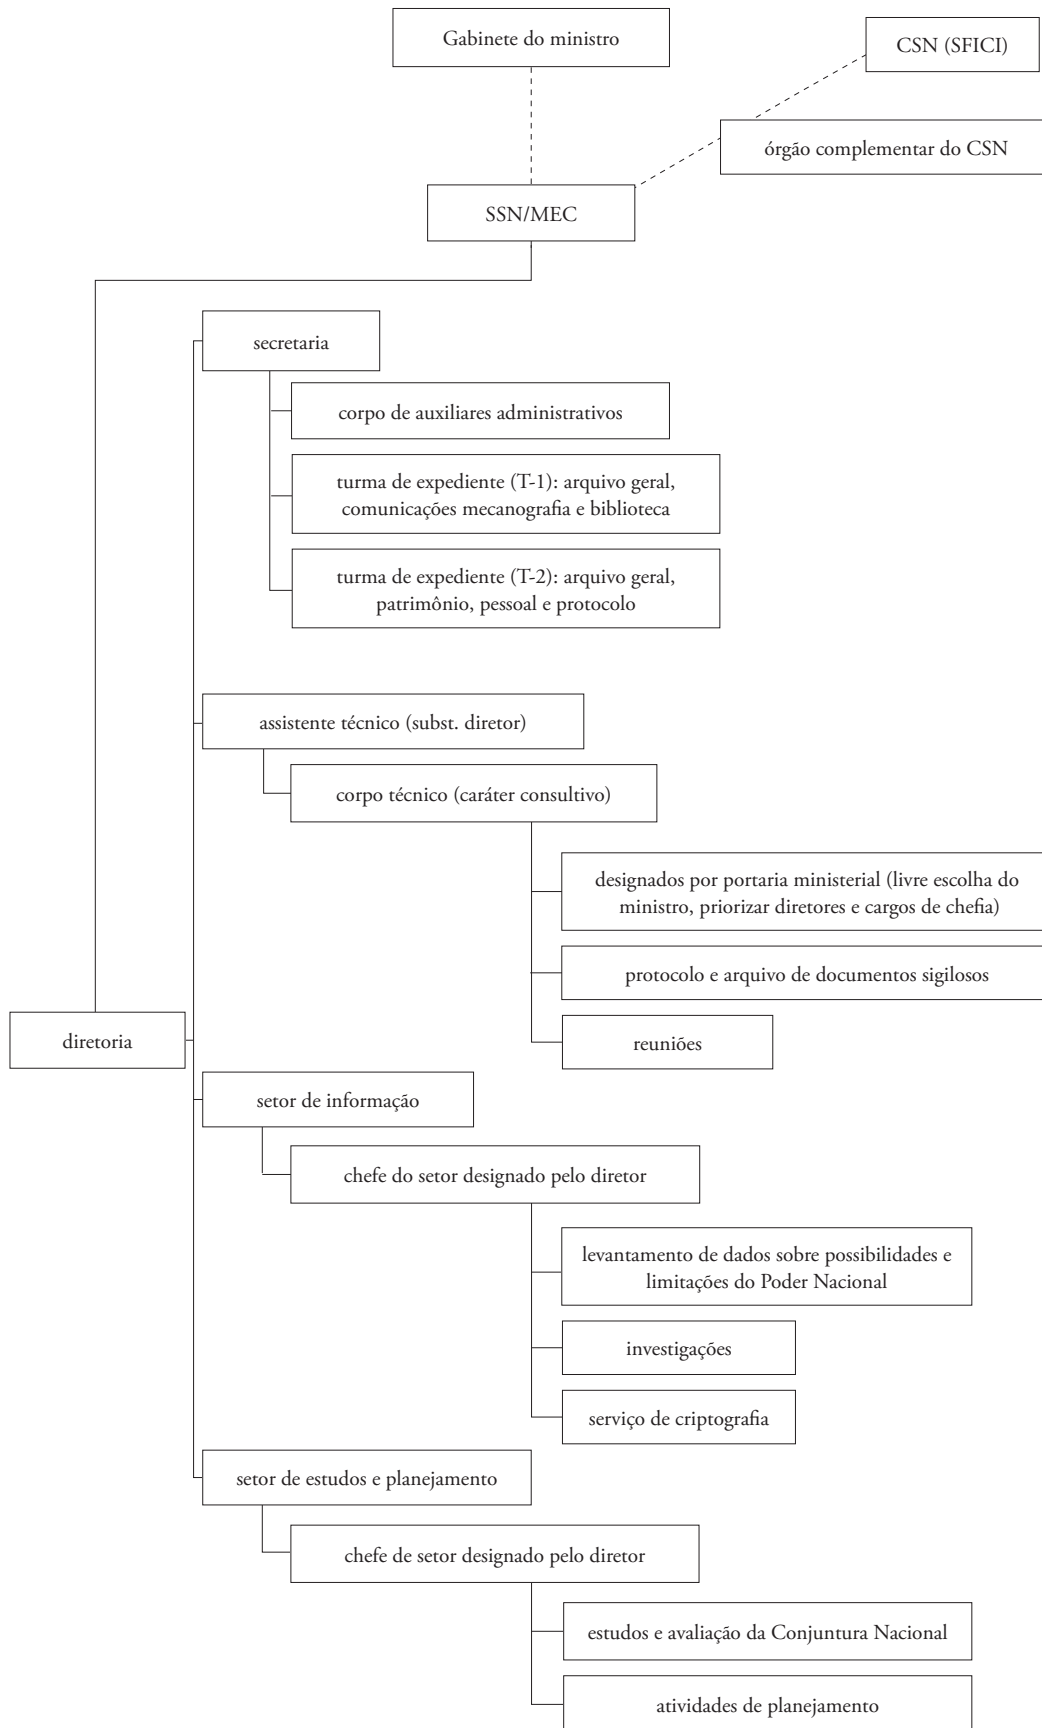 Gabinete do ministro
CSN (SFICI)
órgão complementar do CSN
SSN/MEC
secretaria
corpo de auxiliares administrativos
turma de expediente (T-1): arquivo geral,
comunicações mecanografia e biblioteca
turma de expediente (T-2): arquivo geral,
patrimônio, pessoal e protocolo
assistente técnico (subst. diretor)
corpo técnico (caráter consultivo)
designados por portaria ministerial (livre escolha do
ministro, priorizar diretores e cargos de chefia)
protocolo e arquivo de documentos sigilosos
reuniões
diretoria
setor de informação
chefe do setor designado pelo diretor
levantamento de dados sobre possibilidades e
limitações do Poder Nacional
investigações
serviço de criptografia
setor de estudos e planejamento
chefe de setor designado pelo diretor
estudos e avaliação da Conjuntura Nacional
atividades de planejamento